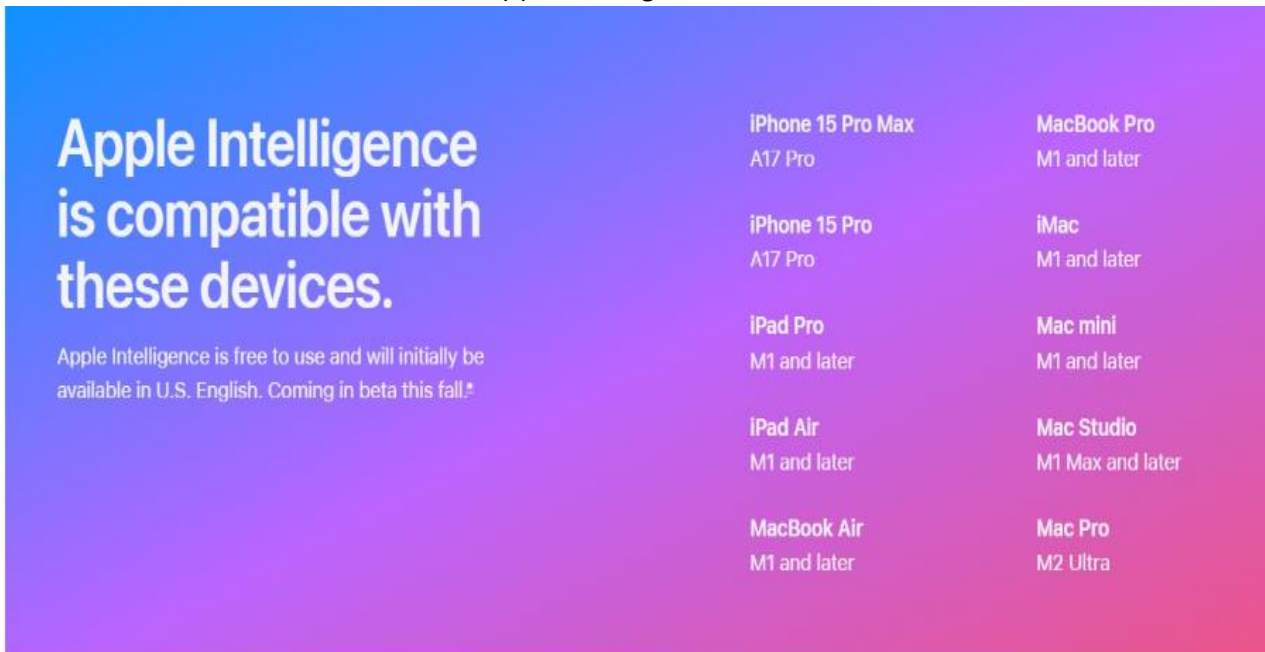 Apple Intelligence
is compatible with
these devices.
Apple Intelligence is free to use and will initially be
available in U.S. English. Coming in beta this fall.*
iPhone 15 Pro Max
A17 Pro
iPhone 15 Pro
A17 Pro
iPad Pro
M1 and later
iPad Air
M1 and later
MacBook Air
M1 and later
MacBook Pro
M1 and later
iMac
M1 and later
Mac mini
M1 and later
Mac Studio
M1 Max and later
Mac Pro
M2 Ultra